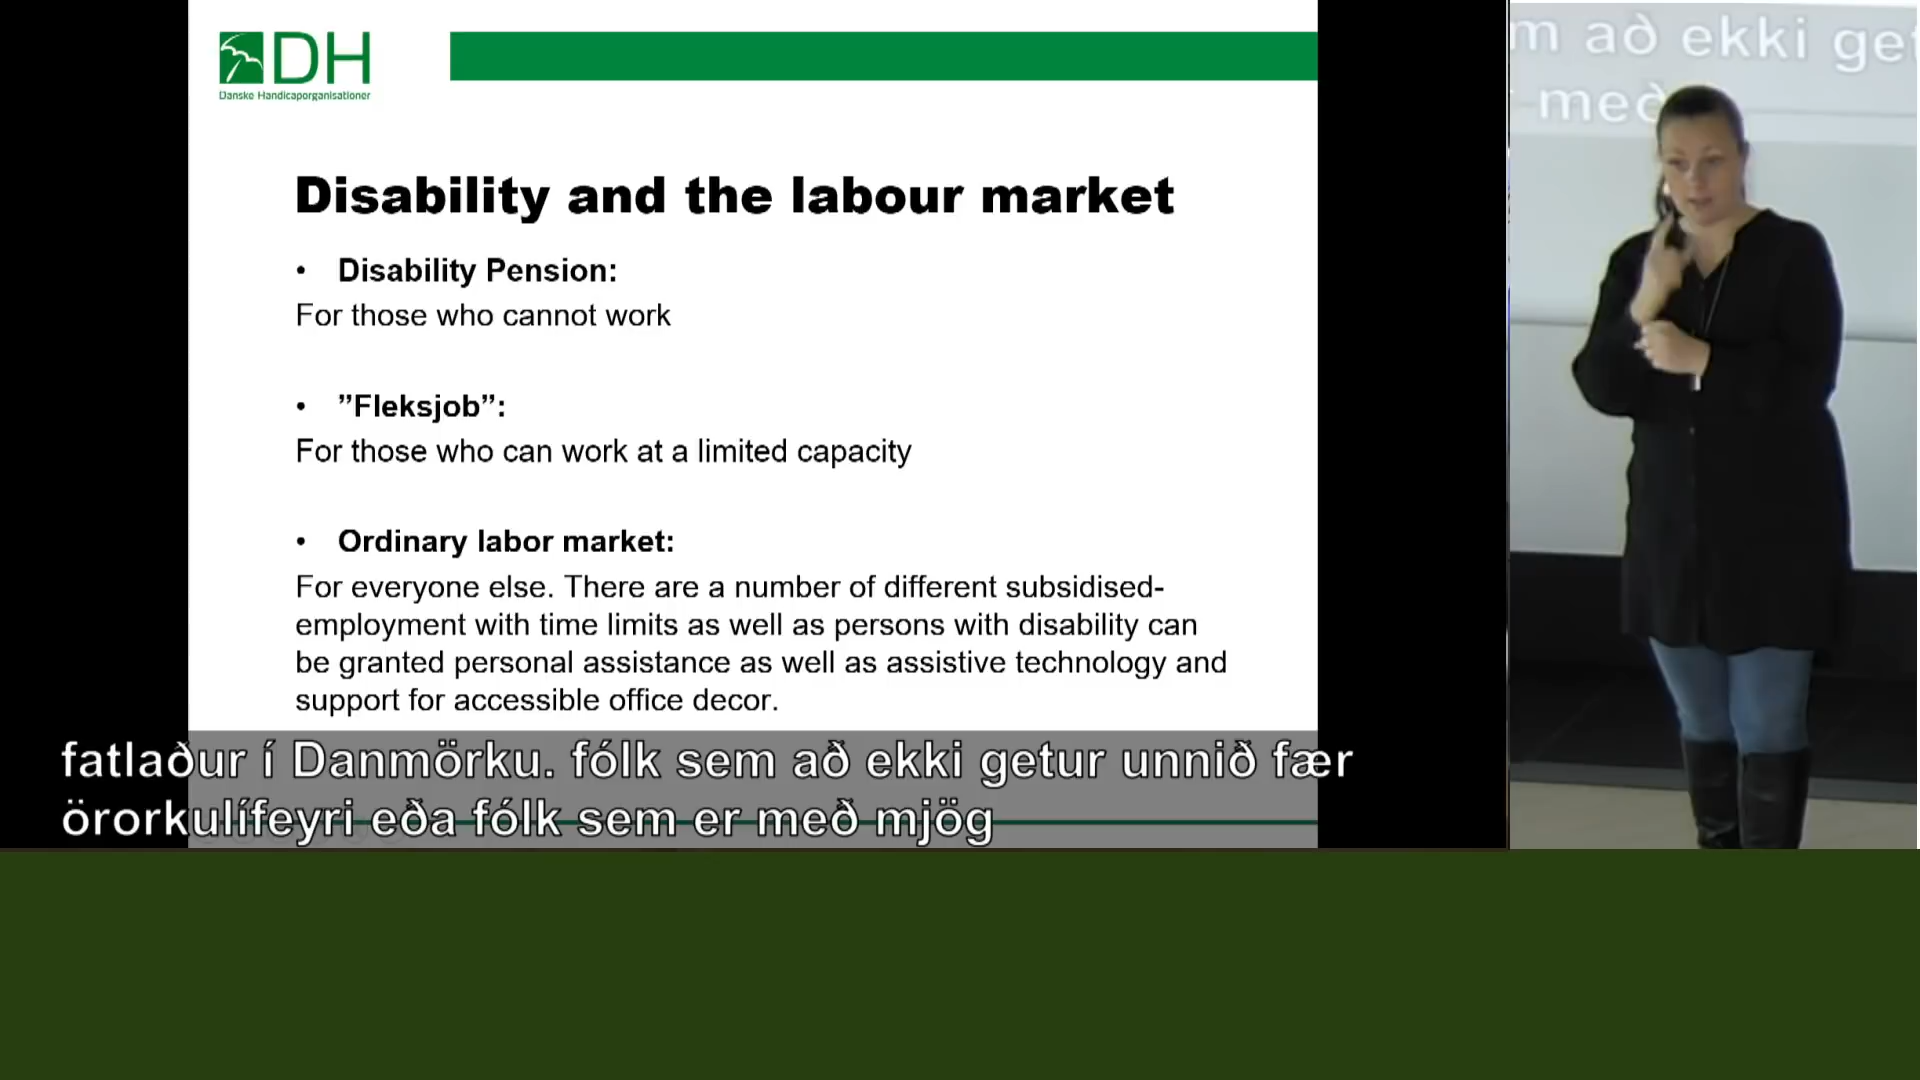 DH
Danske Handicaporganisationer
Disability and the labour market
• Disability Pension:
For those who cannot work
• ”Fleksjob”:
For those who can work at a limited capacity
• Ordinary labor market:
For everyone else. There are a number of different subsidised-
employment with time limits as well as persons with disability can
be granted personal assistance as well as assistive technology and
support for accessible office decor.
fatlaður í Danmörku. fólk sem að ekki getur unnið fær
örorkulífeyri eða fólk sem er með mjög
m að ekki get
með